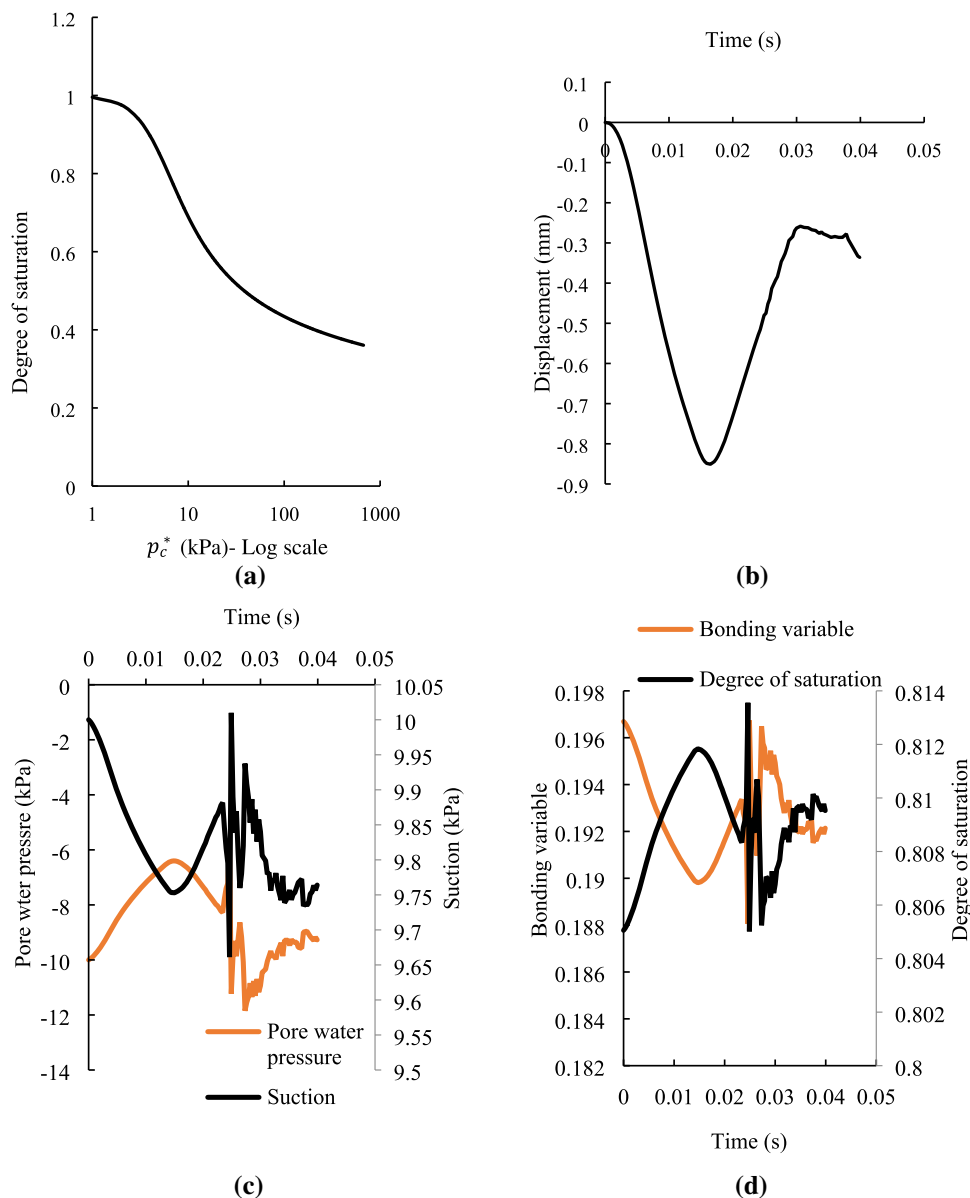 1.2
1
0.8
0.6
0.4
0.2
0
1 10 100 1000
Degree of saturation
p_c^* (kPa)- Log scale
(a)
Time (s)
0.1
0
-0.1
-0.2
-0.3
-0.4
-0.5
-0.6
-0.7
-0.8
-0.9
0 0.01 0.02 0.03 0.04 0.05
Displacement (mm)
(b)
Time (s)
0 0.01 0.02 0.03 0.04 0.05
0
-2
-4
-6
-8
-10
-12
-14
Pore wter pressre (kPa)
10.05
10
9.95
9.9
9.85
9.8
9.75
9.7
9.65
9.6
9.55
9.5
Suction (kPa)
Pore water
pressure
Suction
(c)
Bonding variable
Degree of saturation
0.198
0.196
0.194
0.192
0.19
0.188
0.186
0.184
0.182
Bonding variable
0.814
0.812
0.81
0.808
0.806
0.804
0.802
0.8
Degree of saturation
0 0.01 0.02 0.03 0.04 0.05
Time (s)
(d)